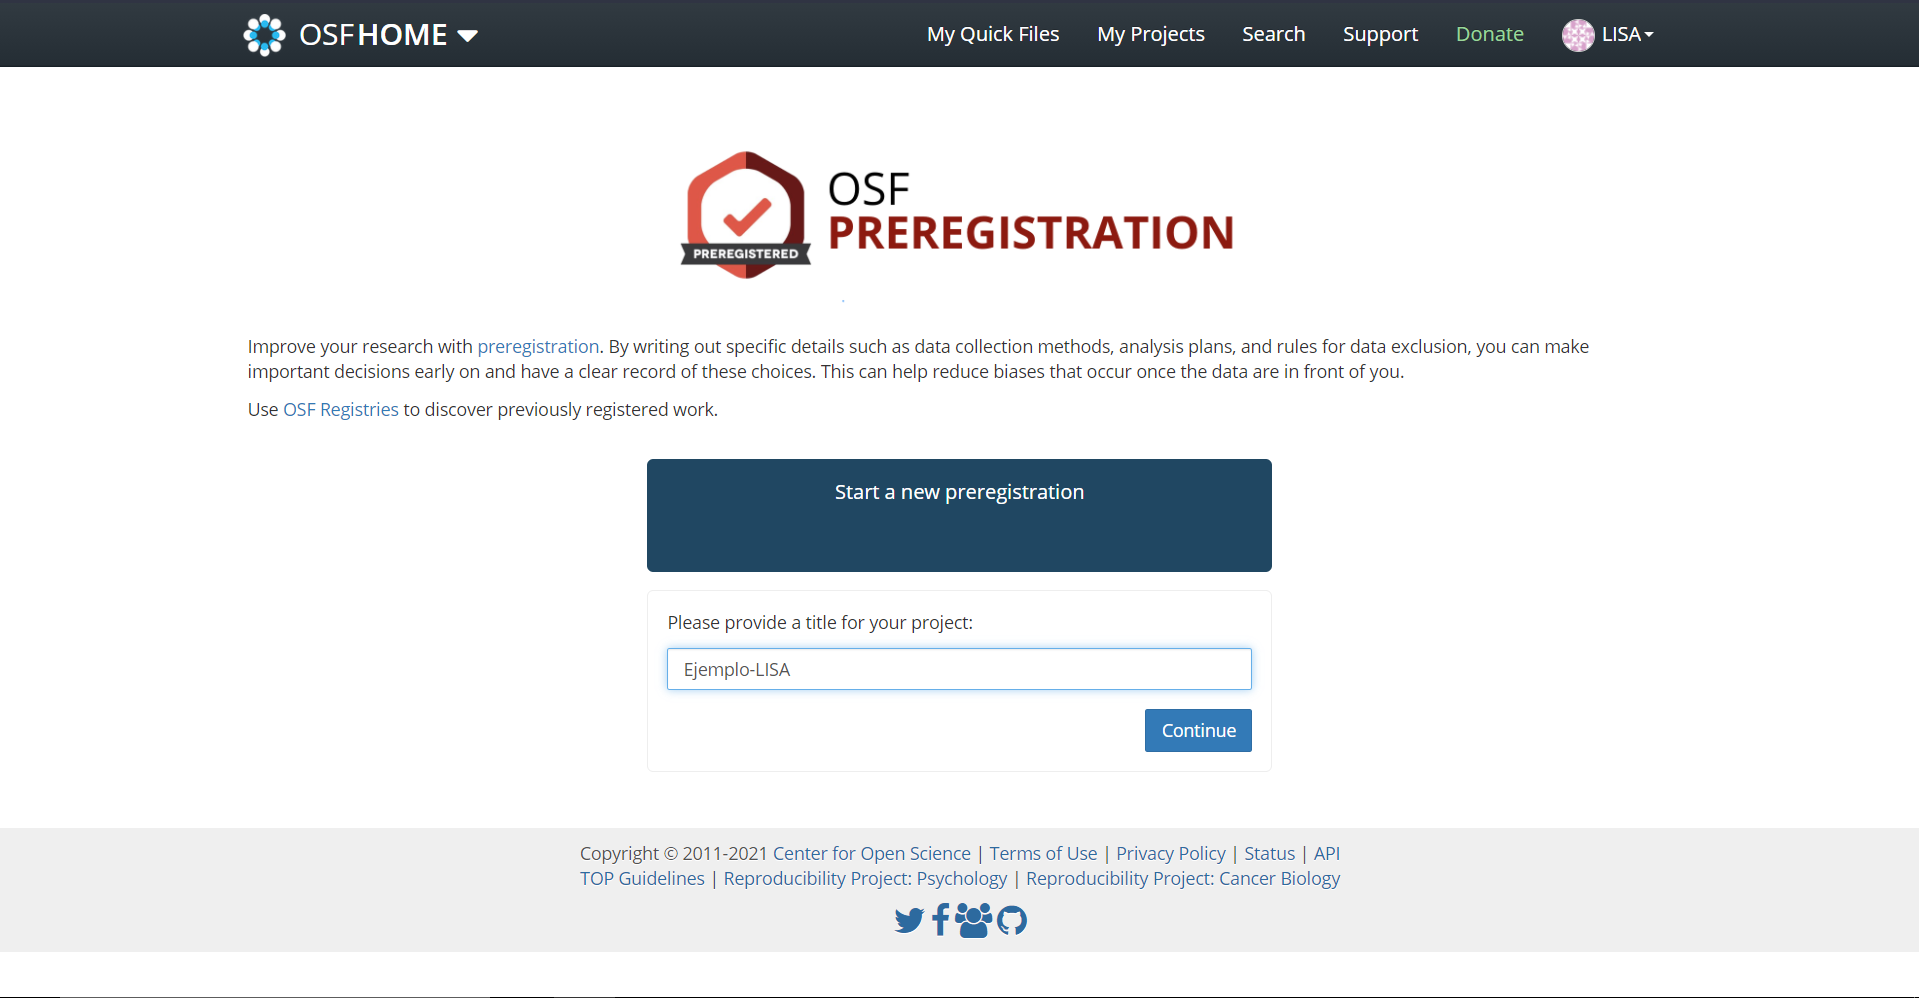 OSFHOME
My Quick Files
My Projects
Search
Support
Donate
LISA
OSF
PREREGISTRATION
PREREGISTERED
Improve your research with preregistration. By writing out specific details such as data collection methods, analysis plans, and rules for data exclusion, you can make
important decisions early on and have a clear record of these choices. This can help reduce biases that occur once the data are in front of you.
Use OSF Registries to discover previously registered work.
Start a new preregistration
Please provide a title for your project:
Ejemplo-LISA
Continue
Copyright © 2011-2021 Center for Open Science | Terms of Use | Privacy Policy | Status | API
TOP Guidelines | Reproducibility Project: Psychology | Reproducibility Project: Cancer Biology